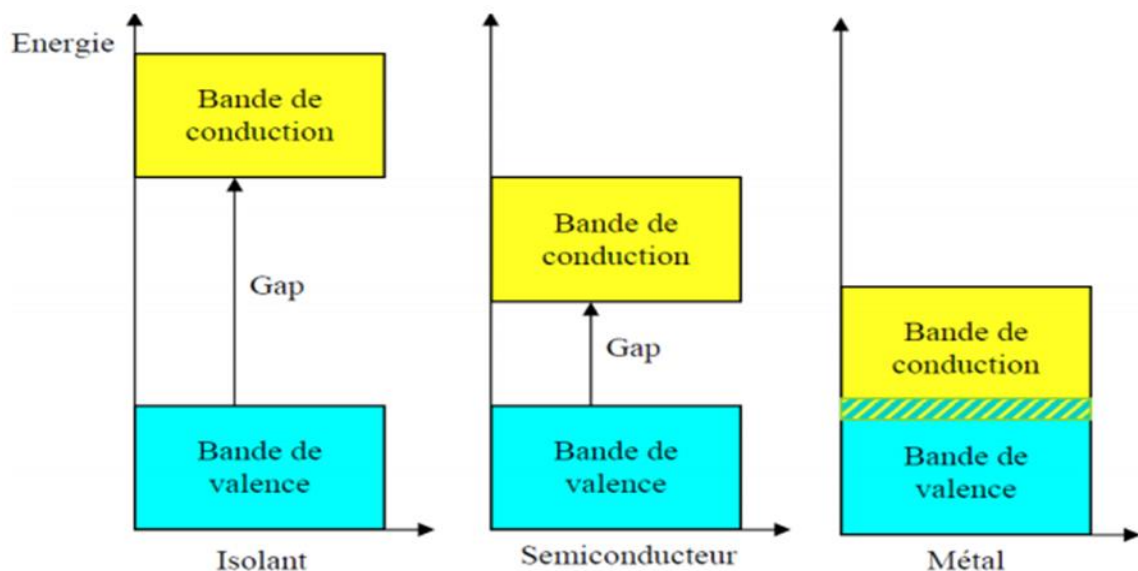 Energie
Bande de
conduction
Gap
Bande de
valence
Isolant
Bande de
conduction
Gap
Bande de
valence
Semiconducteur
Bande de
conduction
Bande de
valence
Métal